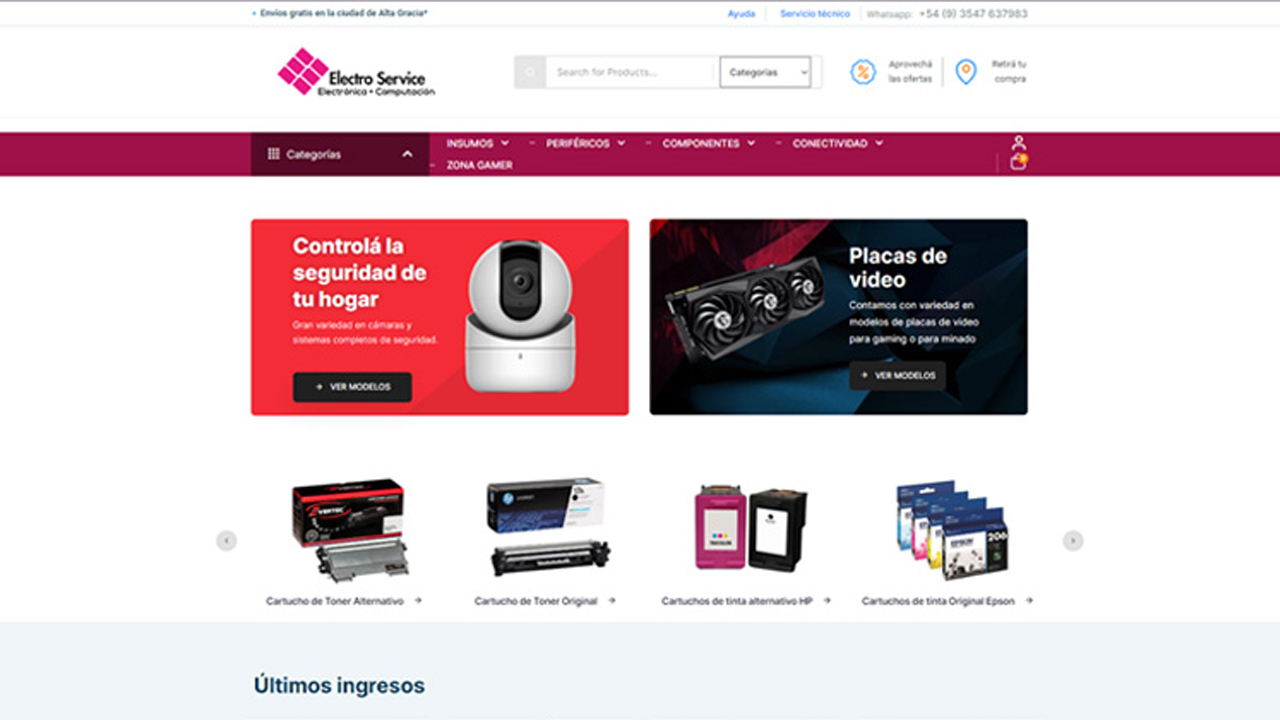 Envíos gratis en la ciudad de Alta Gracia*
Ayuda
Servicio técnico
Whatsapp: +54 (9) 3547 637983
Electro Service
Electrónica • Computación
Search for Products...
Categorías
Aprovechá
las ofertas
Retirá tu
compra
Categorías
INSUMOS
PERIFÉRICOS
COMPONENTES
CONECTIVIDAD
ZONA GAMER
Controlá la
seguridad de
tu hogar
Gran variedad en cámaras y
sistemas completos de seguridad.
VER MODELOS
Placas de
video
Contamos con variedad en
modelos de placas de video
para gaming o para minado
VER MODELOS
hp
EPSON
206
Cartucho de Toner Alternativo
Cartucho de Toner Original
Cartuchos de tinta alternativo HP
Cartuchos de tinta Original Epson
Últimos ingresos